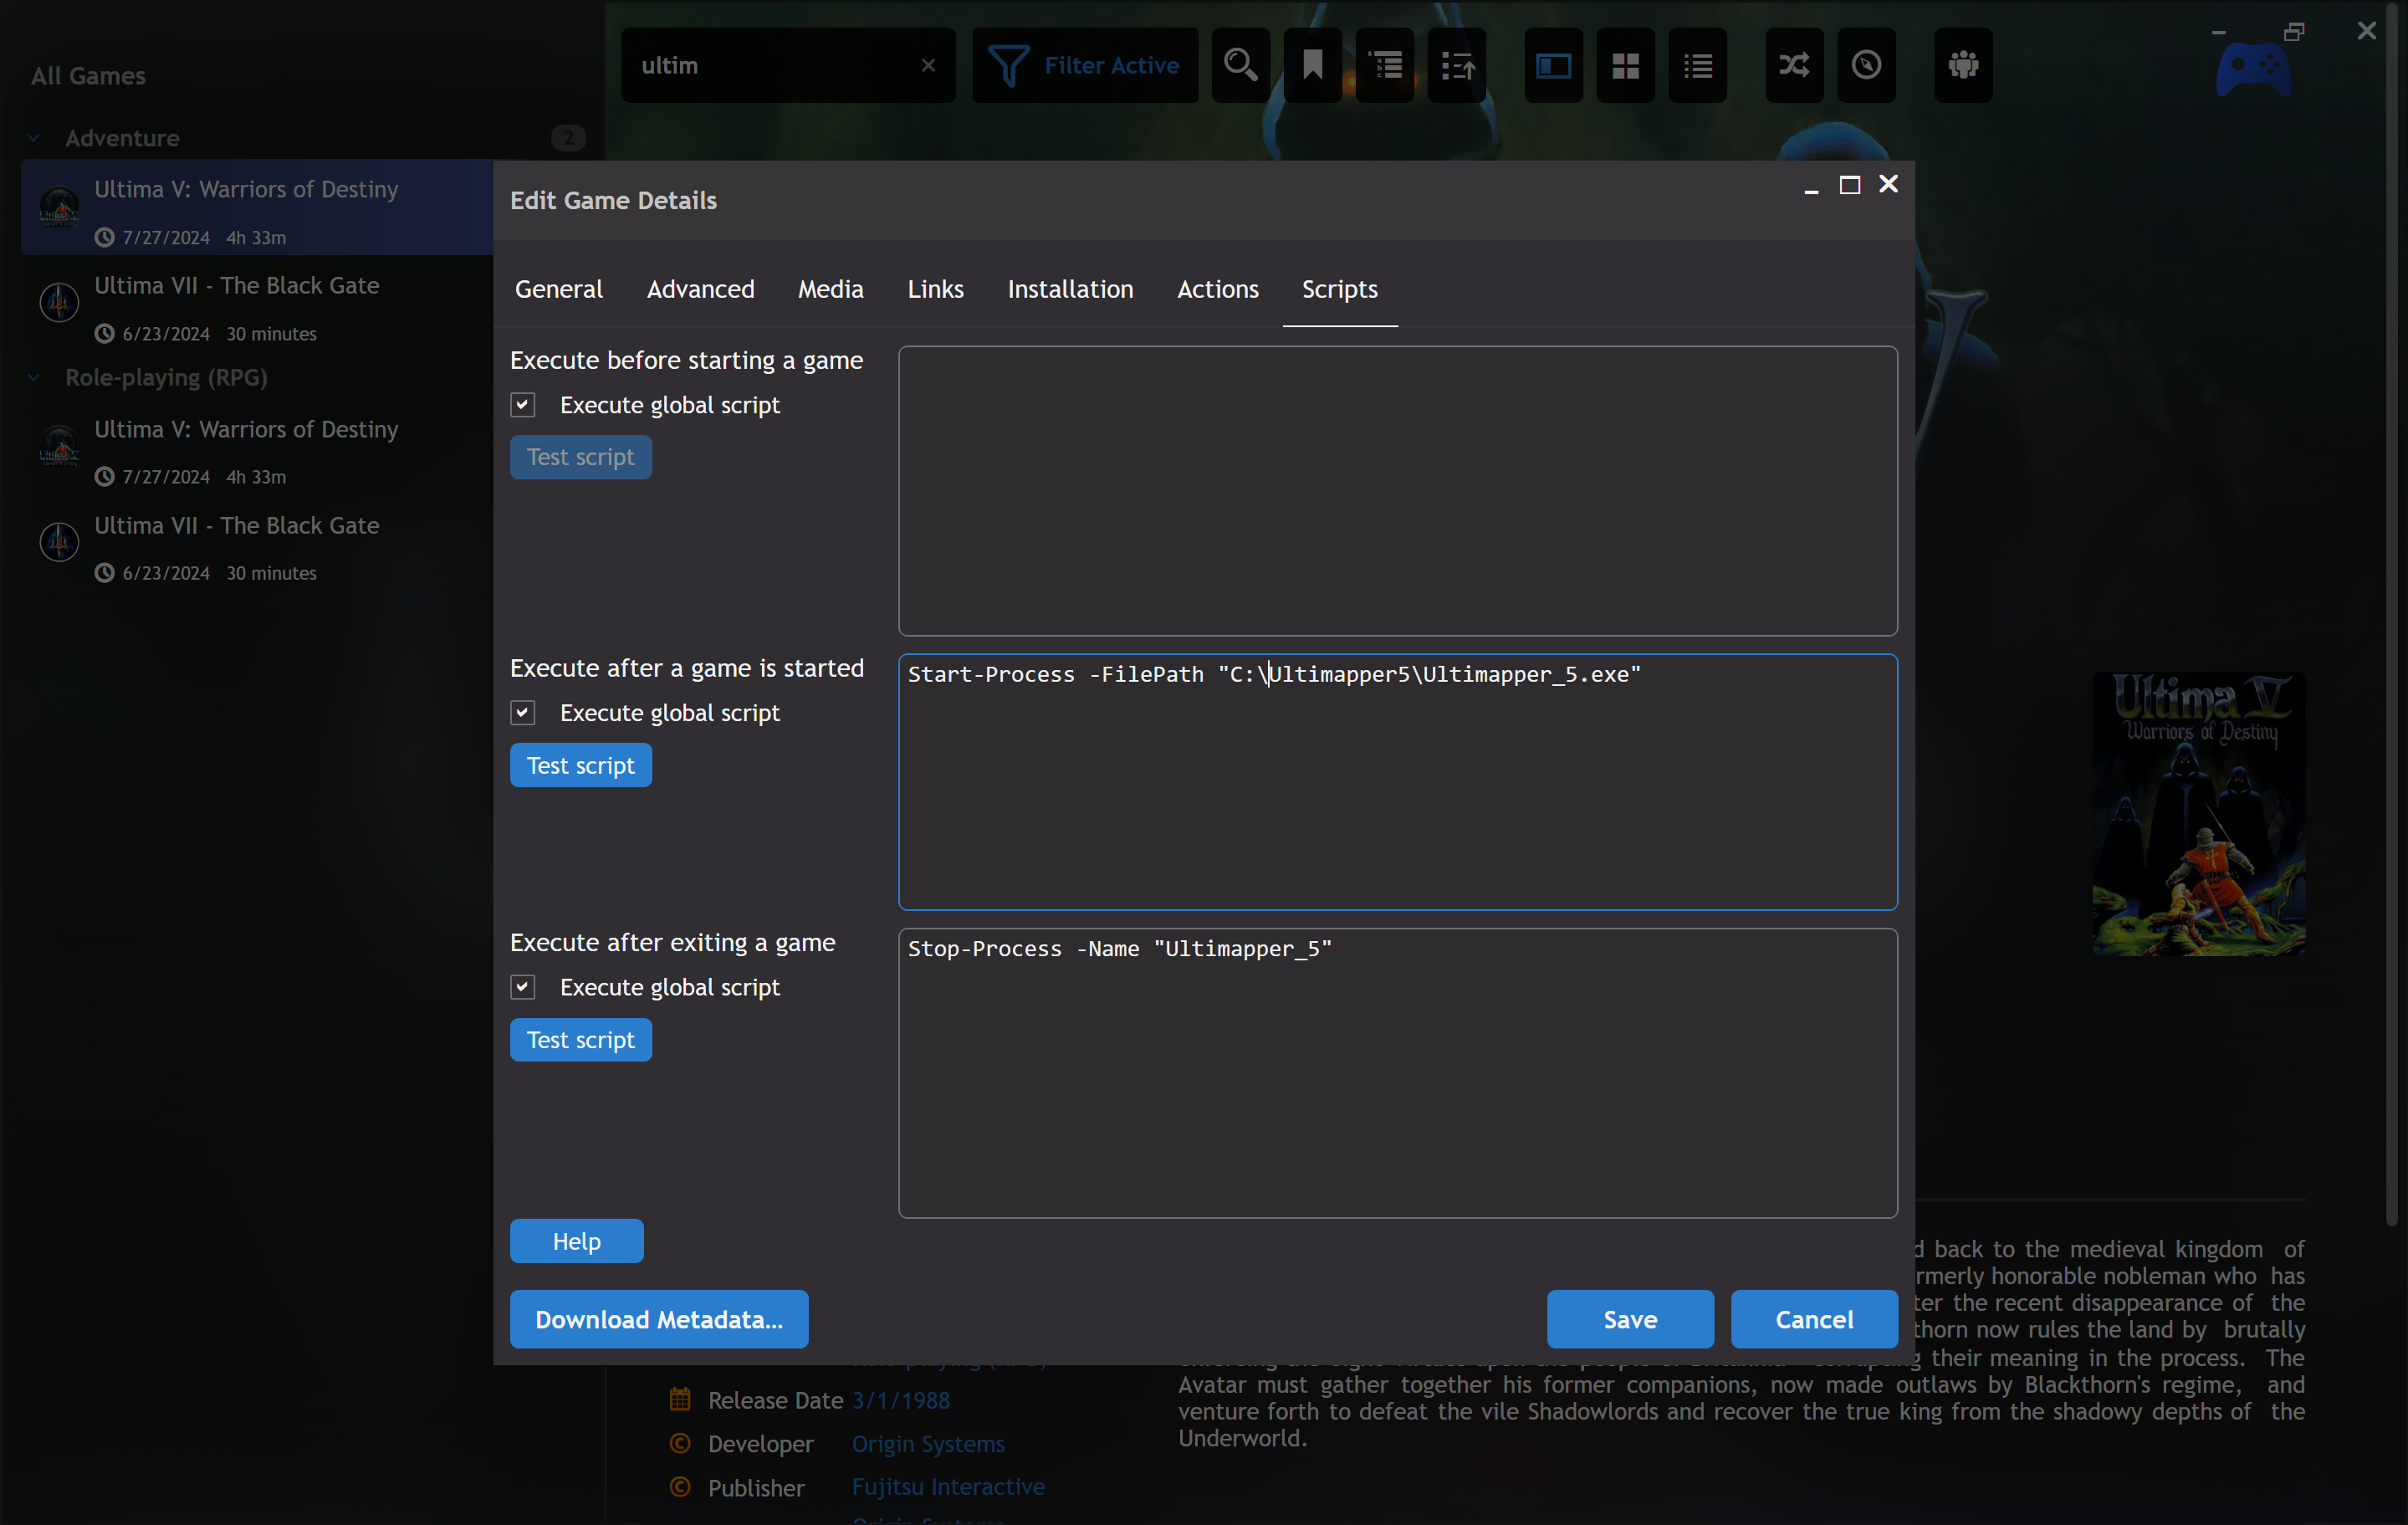 ultim
Filter Active
All Games
Adventure
2
Ultima V: Warriors of Destiny
7/27/2024 4h 33m
Ultima VII - The Black Gate
6/23/2024 30 minutes
Role-playing (RPG)
Ultima V: Warriors of Destiny
7/27/2024 4h 33m
Ultima VII - The Black Gate
6/23/2024 30 minutes
Edit Game Details
General Advanced Media Links Installation Actions Scripts
Execute before starting a game
Execute global script
Test script
Execute after a game is started
Execute global script
Test script
Start-Process -FilePath "C:\Ultimapper5\Ultimapper_5.exe"
Execute after exiting a game
Execute global script
Test script
Stop-Process -Name "Ultimapper_5"
Help
Download Metadata...
Save
Cancel
Ultima V
Warriors of Destiny
back to the medieval kingdom of
honorable nobleman who has
the recent disappearance of the
now rules the land by brutally
their meaning in the process. The
Avatar must gather together his former companions, now made outlaws by Blackthorn's regime, and
venture forth to defeat the vile Shadowlords and recover the true king from the shadowy depths of the
Underworld.
Release Date 3/1/1988
Developer Origin Systems
Publisher Fujitsu Interactive